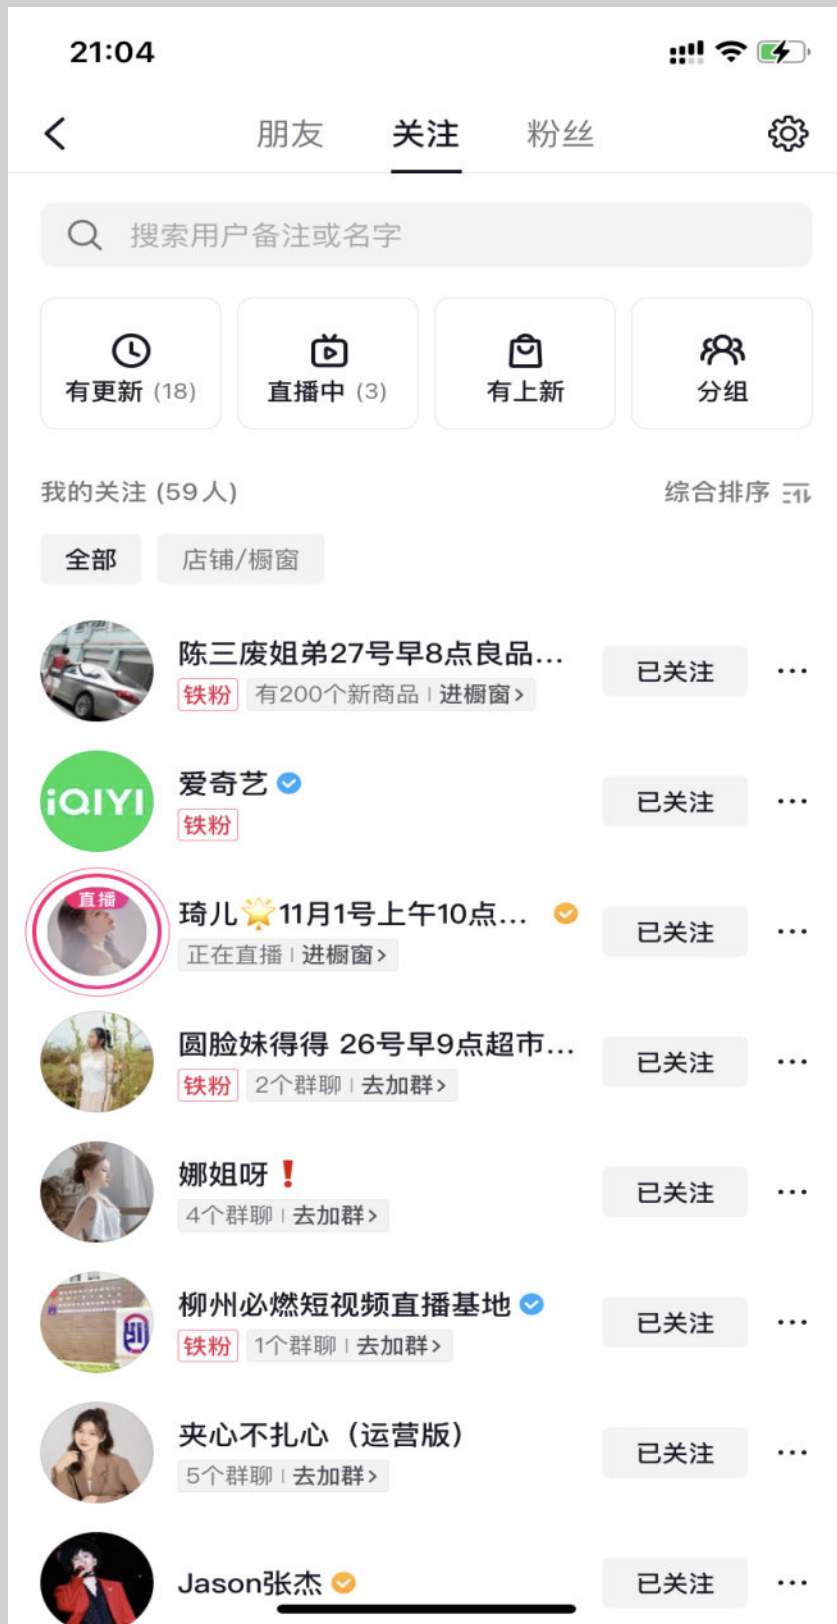 21:04
朋友 关注 粉丝
搜索用户备注或名字
有更新 (18) 直播中 (3) 有上新 分组
我的关注 (59人) 综合排序
全部 店铺/橱窗
陈三废姐弟27号早8点良品...
已关注
铁粉 有200个新商品 | 进橱窗>
iQIYI
爱奇艺
已关注
铁粉
直播
琦儿🌟11月1号上午10点...
已关注
正在直播 | 进橱窗>
圆脸妹得得 26号早9点超市...
已关注
铁粉 2个群聊 | 去加群>
娜姐呀❗
已关注
4个群聊 | 去加群>
柳州必燃短视频直播基地
已关注
铁粉 1个群聊 | 去加群>
夹心不扎心（运营版）
已关注
5个群聊 | 去加群>
Jason张杰
已关注